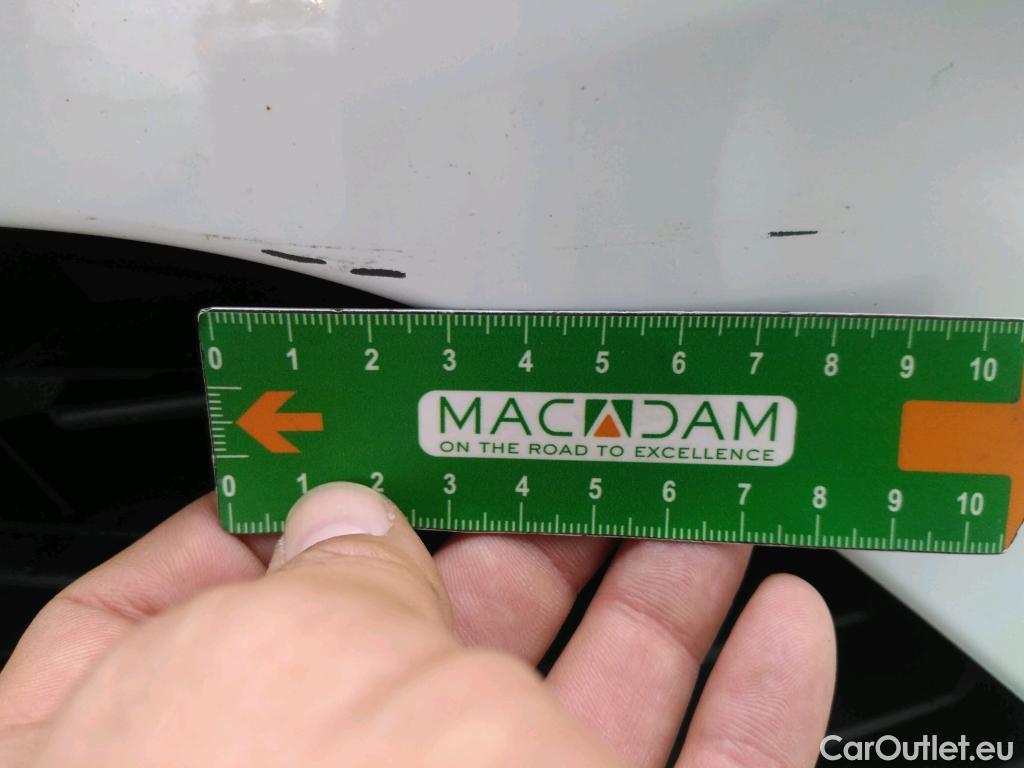 0 1 2 3 4 5 6 7 8 9 10
MACADAM
ON THE ROAD TO EXCELLENCE
0 1 2 3 4 5 6 7 8 9 10
CarOutlet.eu